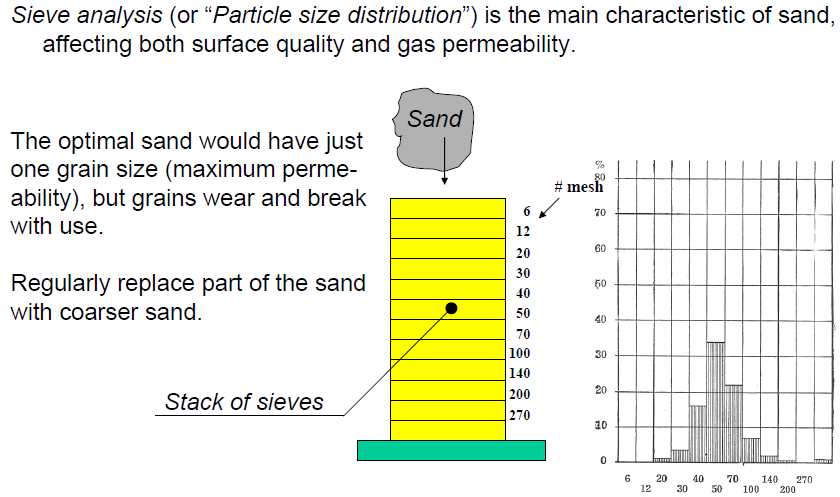 Sieve analysis (or “Particle size distribution”) is the main characteristic of sand,
affecting both surface quality and gas permeability.
Sand
The optimal sand would have just
one grain size (maximum perme-
ability), but grains wear and break
with use.
Regularly replace part of the sand
with coarser sand.
Stack of sieves
# mesh
6
12
20
30
40
50
70
100
140
200
270
%
80
70
60
50
40
30
20
10
0
6 20 40 70 140 270
12 30 50 100 200